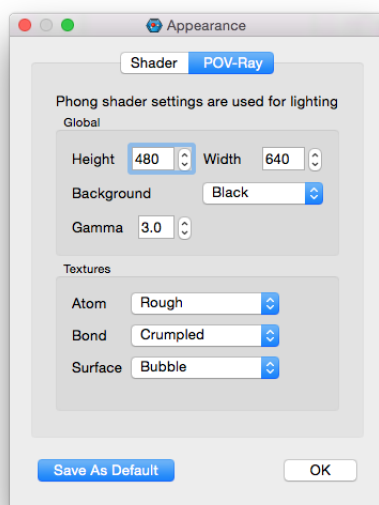 Appearance
Shader POV-Ray
Phong shader settings are used for lighting
Global
Height 480 Width 640
Background Black
Gamma 3.0
Textures
Atom Rough
Bond Crumpled
Surface Bubble
Save As Default OK